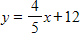 y = 4/5 x + 12